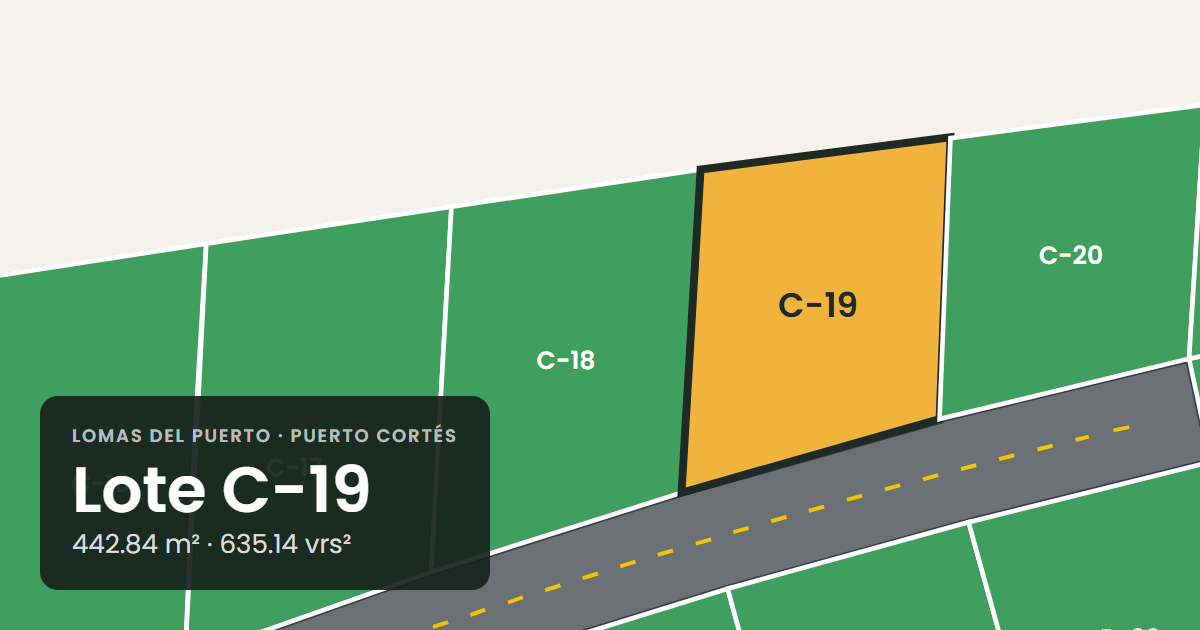 C-20
C-19
C-18
LOMAS DEL PUERTO · PUERTO CORTÉS
Lote C-19
442.84 m² · 635.14 vrs²